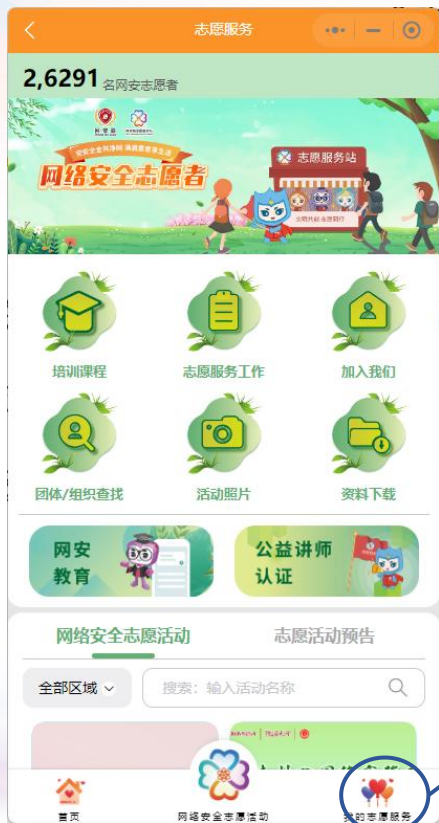 志愿服务
2,6291 名网安志愿者
网络安全志愿者
志愿服务站
培训课程
志愿服务工作
加入我们
团体/组织查找
活动照片
资料下载
网安
教育
公益讲师
认证
网络安全志愿活动
志愿活动预告
全部区域
搜索：输入活动名称
首页
网络安全志愿活动
我的志愿服务